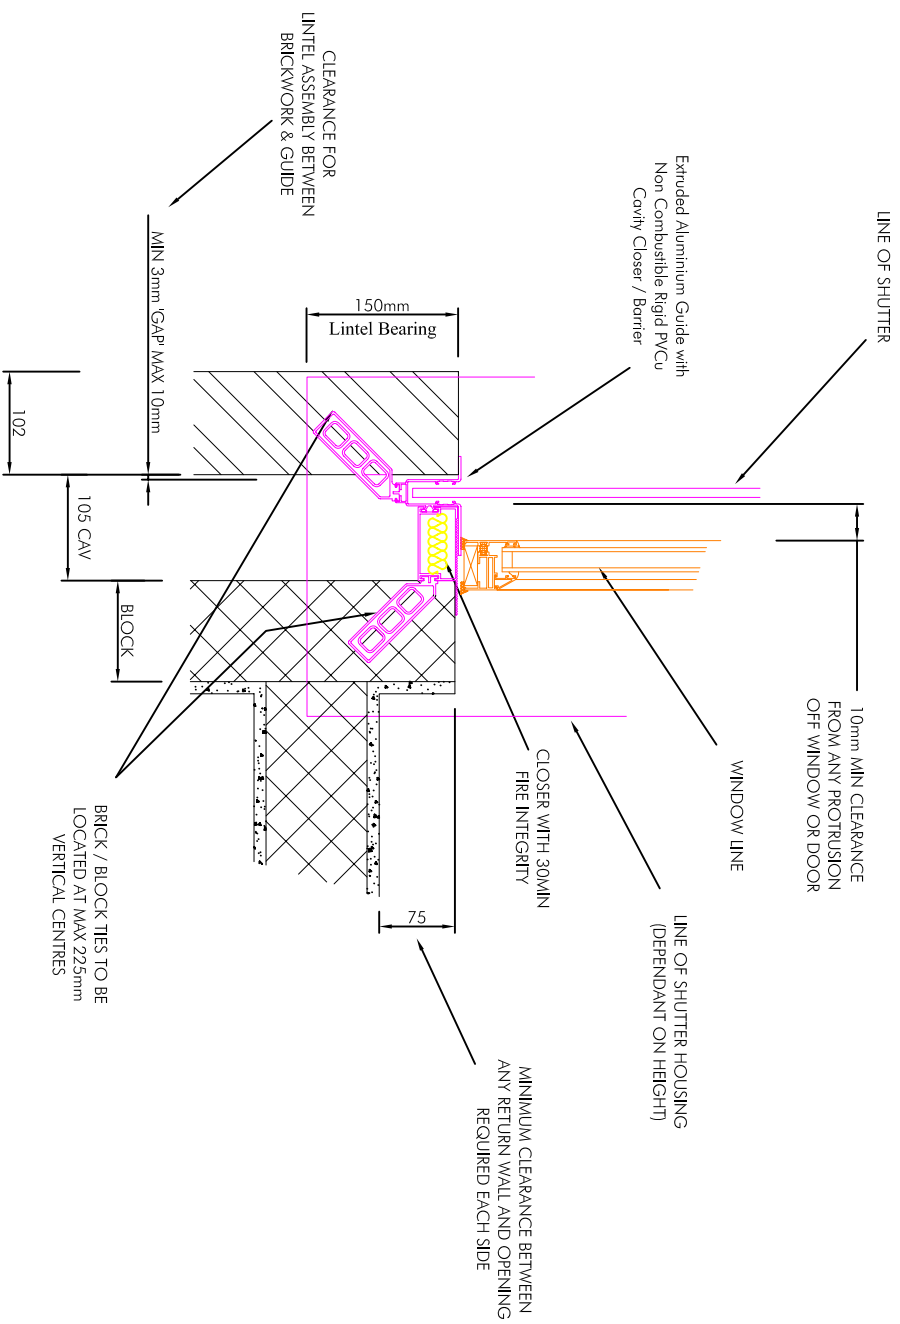 LINE OF SHUTTER
Extruded Aluminium Guide with
Non Combustible Rigid PVCu
Cavity Closer / Barrier
CLEARANCE FOR
LINTEL ASSEMBLY BETWEEN
BRICKWORK & GUIDE
MIN 3mm 'GAP' MAX 10mm
150mm
Lintel Bearing
102
105 CAV
BLOCK
10mm MIN CLEARANCE
FROM ANY PROTRUSION
OFF WINDOW OR DOOR
WINDOW LINE
LINE OF SHUTTER HOUSING
(DEPENDANT ON HEIGHT)
CLOSER WITH 30MIN
FIRE INTEGRITY
75
BRICK / BLOCK TIES TO BE
LOCATED AT MAX 225mm
VERTICAL CENTRES
MINIMUM CLEARANCE BETWEEN
ANY RETURN WALL AND OPENING
REQUIRED EACH SIDE